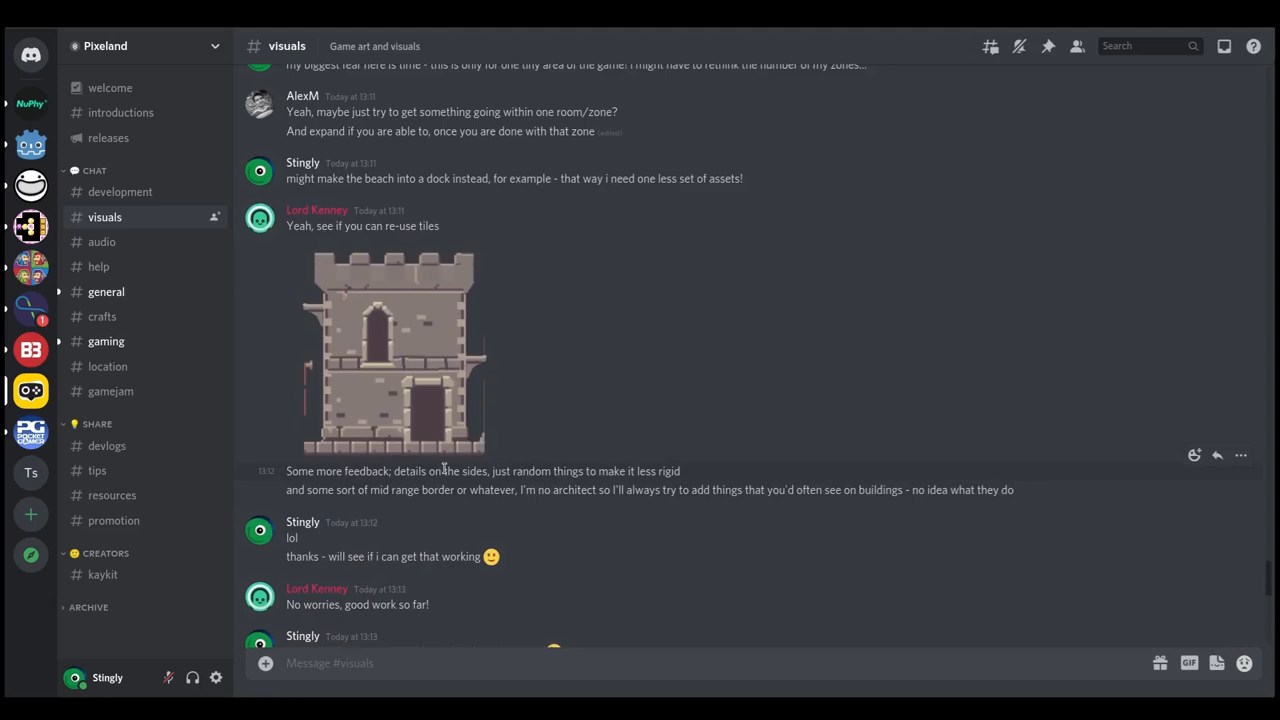 Pixeland
# visuals
Game art and visuals
Search
NUPHY
B3
PG
POCKET GAMER
Ts
1
welcome
introductions
releases
CHAT
# development
# visuals
# audio
# help
# general
# crafts
# gaming
# location
# gamejam
SHARE
# devlogs
# tips
# resources
# promotion
CREATORS
# kaykit
ARCHIVE
Stingly
my biggest fear here is time - this is only for one tiny area of the game! I might have to rethink the number of my zones...
AlexM Today at 13:11
Yeah, maybe just try to get something going within one room/zone?
And expand if you are able to, once you are done with that zone (edited)
Stingly Today at 13:11
might make the beach into a dock instead, for example - that way i need one less set of assets!
Lord Kenney Today at 13:11
Yeah, see if you can re-use tiles
13:12 Some more feedback; details on the sides, just random things to make it less rigid
and some sort of mid range border or whatever, I'm no architect so I'll always try to add things that you'd often see on buildings - no idea what they do
Stingly Today at 13:12
lol
thanks - will see if i can get that working
Lord Kenney Today at 13:13
No worries, good work so far!
Stingly Today at 13:13
Message #visuals
GIF